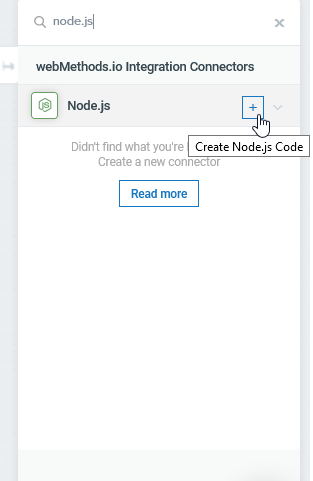 node.js
webMethods.io Integration Connectors
Node.js
Create Node.js Code
Didn't find what you're
Create a new connector
Read more